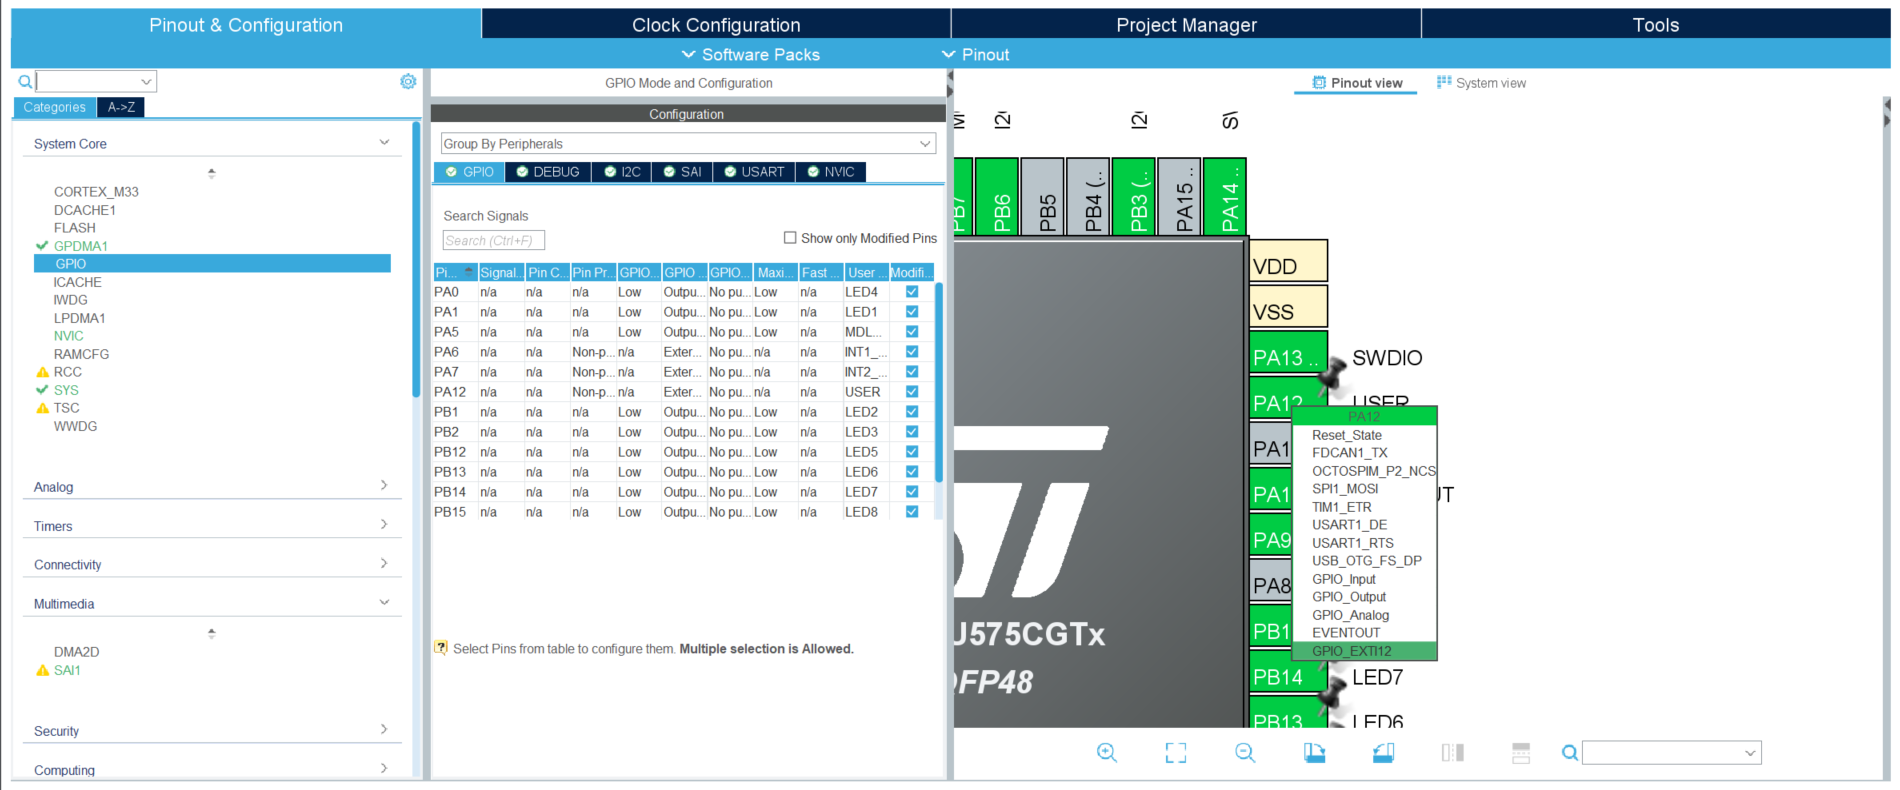 Pinout & Configuration
Clock Configuration
Project Manager
Tools
Software Packs
Pinout
Categories
A->Z
System Core
CORTEX_M33
DCACHE1
FLASH
GPDMA1
GPIO
ICACHE
IWDG
LPDMA1
NVIC
RAMCFG
RCC
SYS
TSC
WWDG
Analog
Timers
Connectivity
Multimedia
DMA2D
SAI1
Security
Computing
GPIO Mode and Configuration
Configuration
Group By Peripherals
GPIO DEBUG I2C SAI USART NVIC
Search Signals
Search (Ctrl+F)
Show only Modified Pins
Pi... Signal... Pin C... Pin Pr... GPIO... GPIO ... GPIO... Maxi... Fast ... User ... Modifi...
PA0 n/a n/a n/a Low Outpu... No pu... Low n/a LED4
PA1 n/a n/a n/a Low Outpu... No pu... Low n/a LED1
PA5 n/a n/a n/a Low Outpu... No pu... Low n/a MDL...
PA6 n/a n/a Non-p... n/a Exter... No pu... n/a n/a INT1_...
PA7 n/a n/a Non-p... n/a Exter... No pu... n/a n/a INT2_...
PA12 n/a n/a Non-p... n/a Exter... No pu... n/a n/a USER
PB1 n/a n/a n/a Low Outpu... No pu... Low n/a LED2
PB2 n/a n/a n/a Low Outpu... No pu... Low n/a LED3
PB12 n/a n/a n/a Low Outpu... No pu... Low n/a LED5
PB13 n/a n/a n/a Low Outpu... No pu... Low n/a LED6
PB14 n/a n/a n/a Low Outpu... No pu... Low n/a LED7
PB15 n/a n/a n/a Low Outpu... No pu... Low n/a LED8
Select Pins from table to configure them. Multiple selection is Allowed.
Pinout view
System view
PB7
PB6
PB5
PB4 (..
PB3 (..
PA15 ..
PA14 ..
VDD
VSS
PA13 ..
SWDIO
PA12
USER
PA1
PA1
PA9
PA8
PB1
PB14
LED7
PB13
LED6
PA12
Reset_State
FDCAN1_TX
OCTOSPIM_P2_NCS
SPI1_MOSI
TIM1_ETR
USART1_DE
USART1_RTS
USB_OTG_FS_DP
GPIO_Input
GPIO_Output
GPIO_Analog
EVENTOUT
GPIO_EXTI12
J575CGTx
QFP48